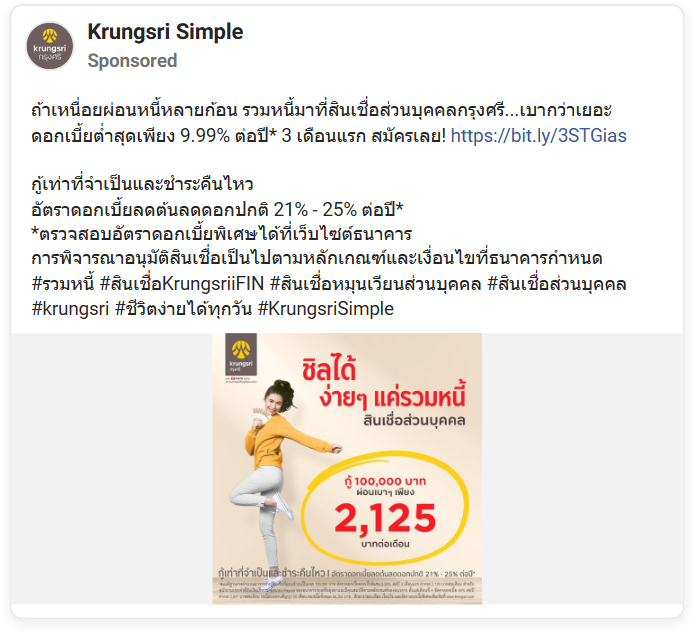 Krungsri Simple
Sponsored
krungsri
กรุงศรี
ถ้าเหนื่อยผ่อนหนี้หลายก้อน รวมหนี้มาที่สินเชื่อส่วนบุคคลกรุงศรี...เบากว่าเยอะ
ดอกเบี้ยต่ำสุดเพียง 9.99% ต่อปี* 3 เดือนแรก สมัครเลย! https://bit.ly/3STGias
กู้เท่าที่จำเป็นและชำระคืนไหว
อัตราดอกเบี้ยลดต้นลดดอกปกติ 21% - 25% ต่อปี*
*ตรวจสอบอัตราดอกเบี้ยพิเศษได้ที่เว็บไซต์ธนาคาร
การพิจารณาอนุมัติสินเชื่อเป็นไปตามหลักเกณฑ์และเงื่อนไขที่ธนาคารกำหนด
#รวมหนี้ #สินเชื่อKrungsriiFIN #สินเชื่อหมุนเวียนส่วนบุคคล #สินเชื่อส่วนบุคคล
#krungsri #ชีวิตง่ายได้ทุกวัน #KrungsriSimple
krungsri
กรุงศรี
ชิลได้
ง่ายๆ แค่รวมหนี้
สินเชื่อส่วนบุคคล
กู้ 100,000 บาท
ผ่อนเบาๆ เพียง
2,125
บาทต่อเดือน
กู้เท่าที่จำเป็นและชำระคืนไหว | อัตราดอกเบี้ยลดต้นลดดอกปกติ 21% - 25% ต่อปี*